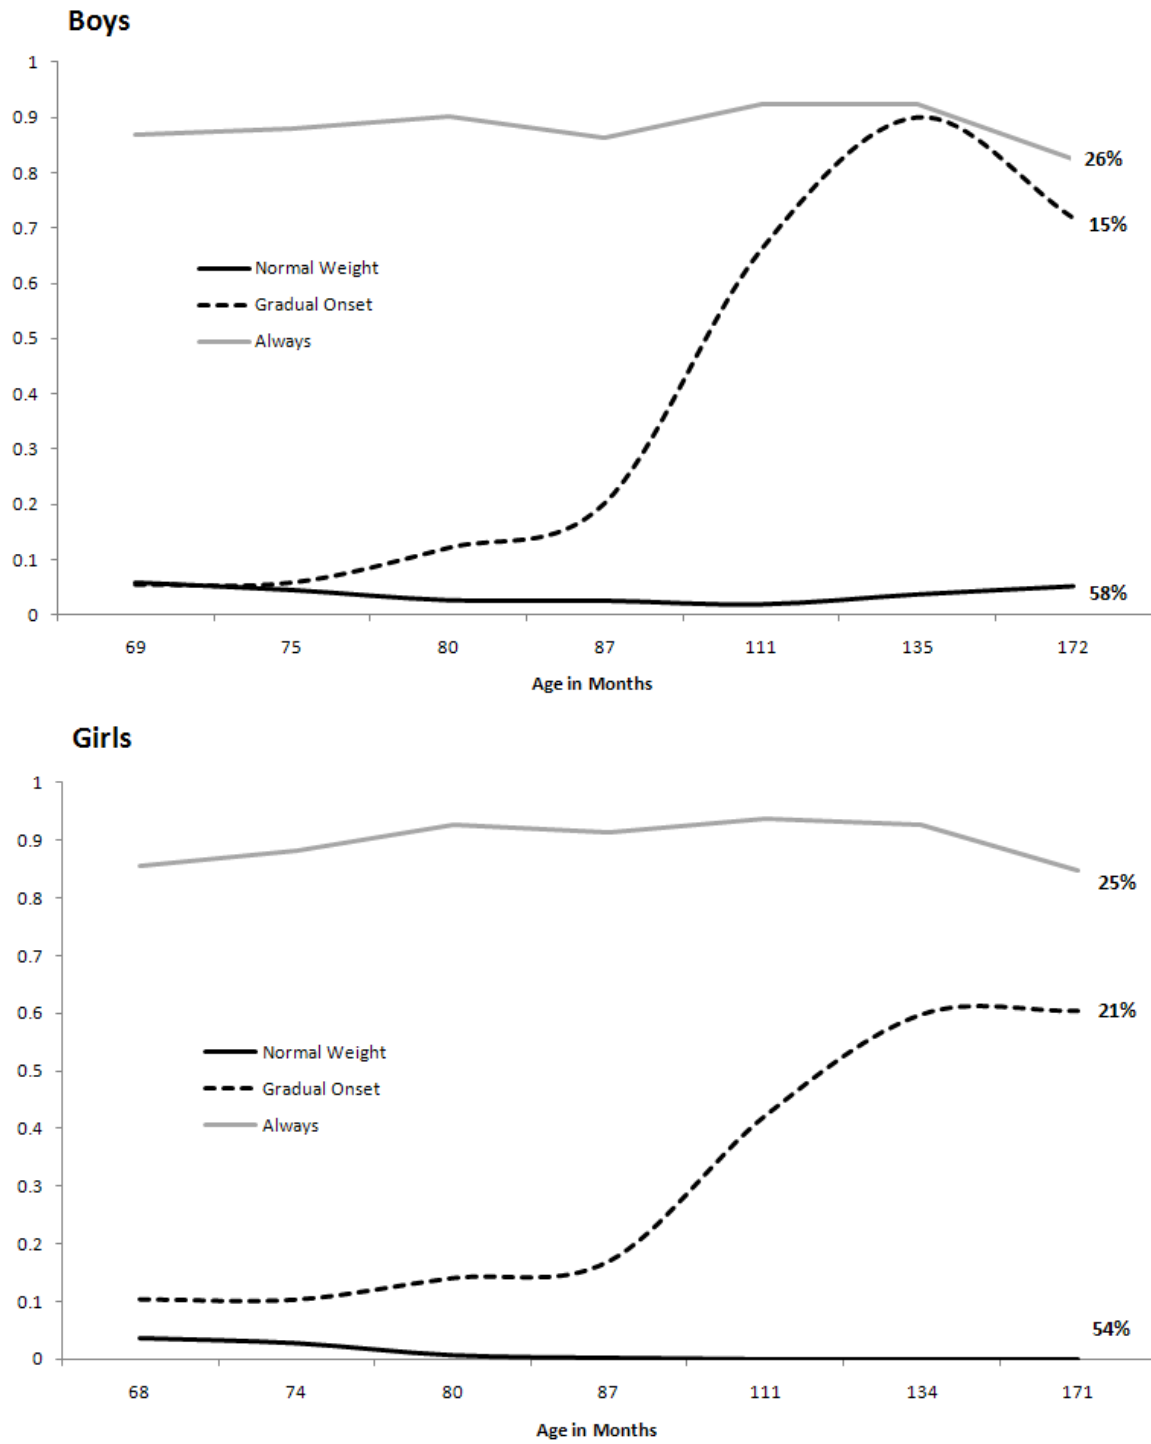 Boys
1
0.9
0.8
0.7
0.6
0.5
0.4
0.3
0.2
0.1
0
26%
15%
58%
Normal Weight
Gradual Onset
Always
69 75 80 87 111 135 172
Age in Months
Girls
1
0.9
0.8
0.7
0.6
0.5
0.4
0.3
0.2
0.1
0
25%
21%
54%
Normal Weight
Gradual Onset
Always
68 74 80 87 111 134 171
Age in Months